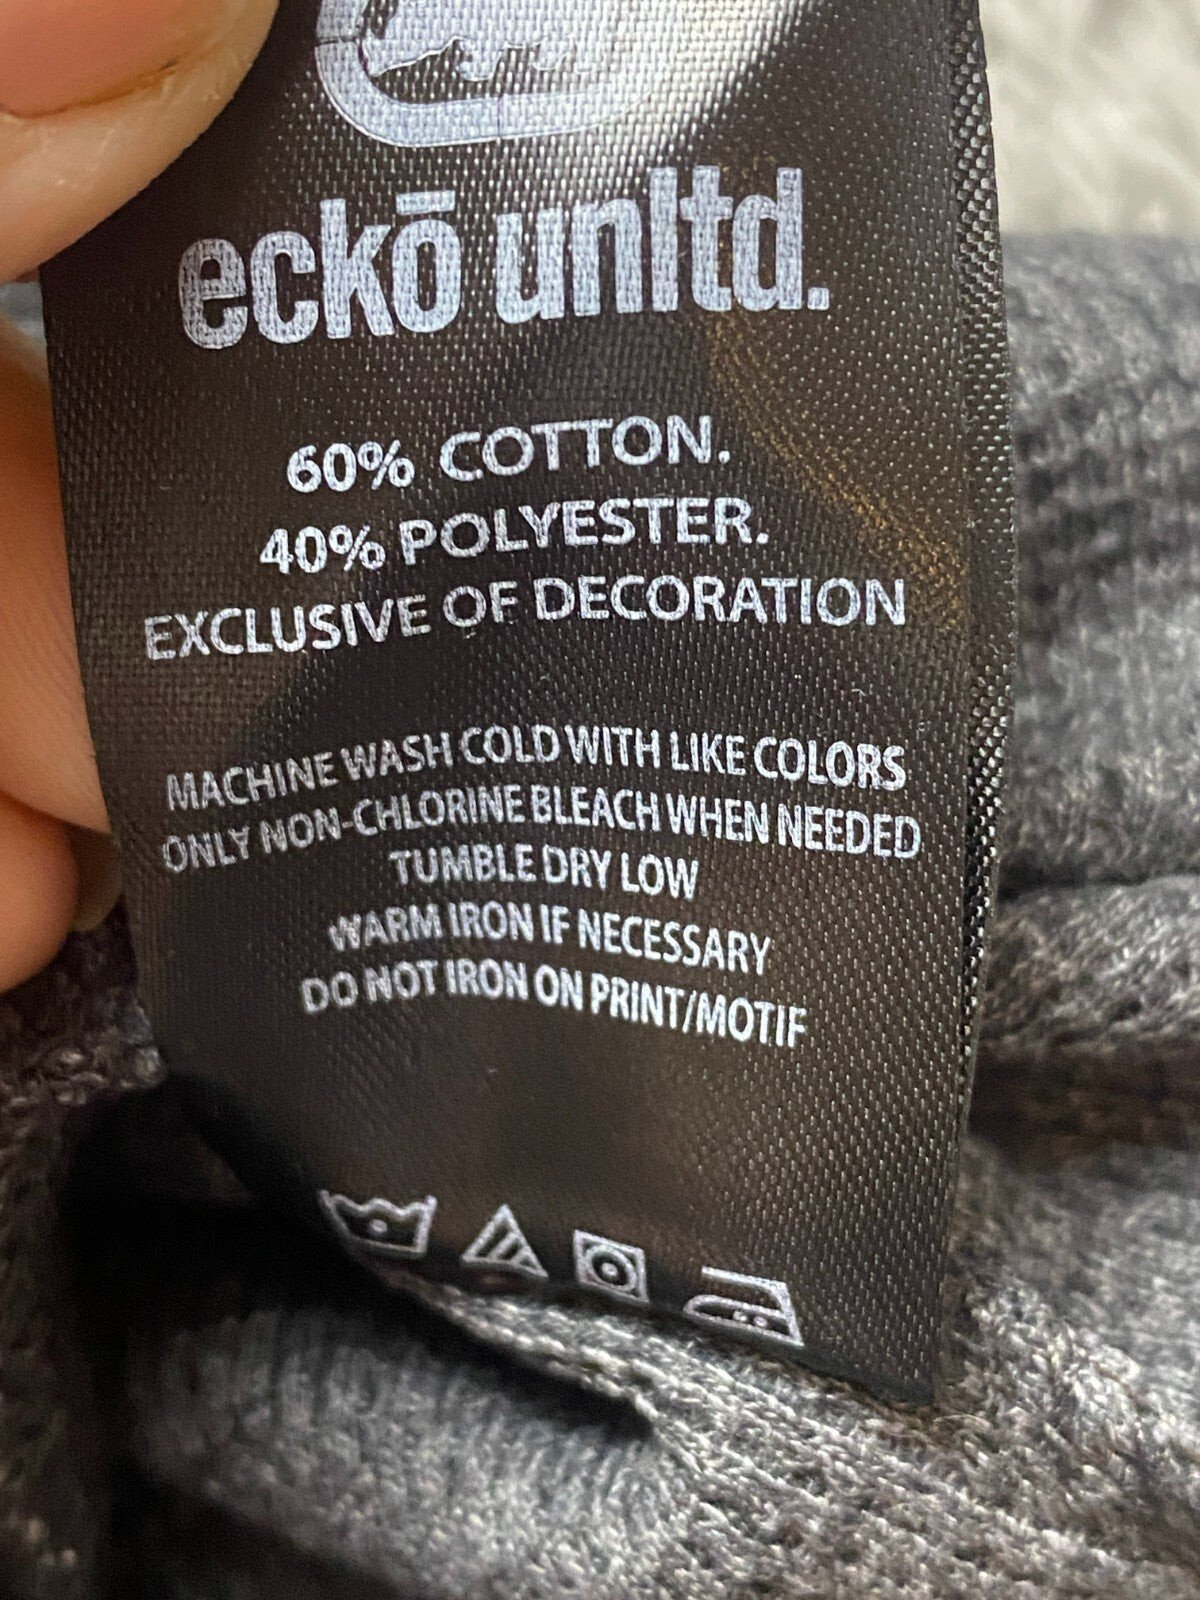 eckō unltd.
60% COTTON.
40% POLYESTER.
EXCLUSIVE OF DECORATION
MACHINE WASH COLD WITH LIKE COLORS
ONLY NON-CHLORINE BLEACH WHEN NEEDED
TUMBLE DRY LOW
WARM IRON IF NECESSARY
DO NOT IRON ON PRINT/MOTIF